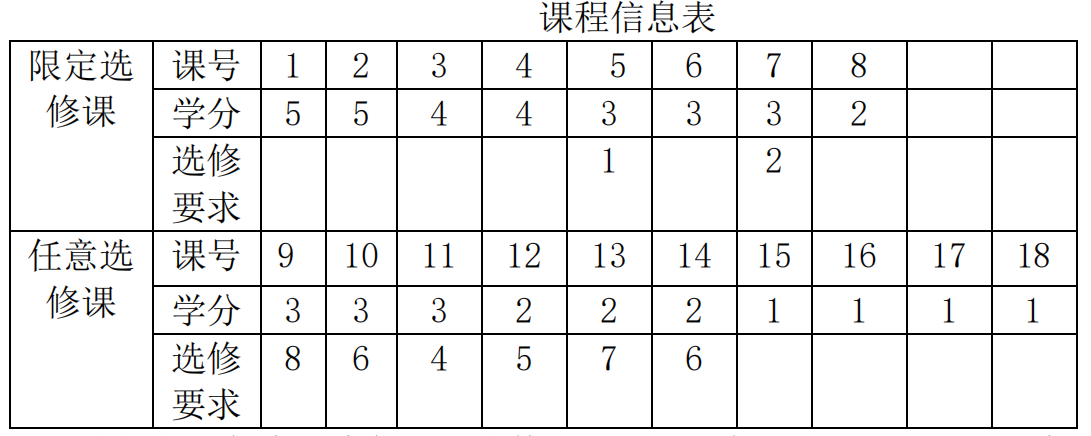 课程信息表
限定选修课 课号 1 2 3 4 5 6 7 8
学分 5 5 4 4 3 3 3 2
选修要求 1 2
任意选修课 课号 9 10 11 12 13 14 15 16 17 18
学分 3 3 3 2 2 2 1 1 1 1
选修要求 8 6 4 5 7 6